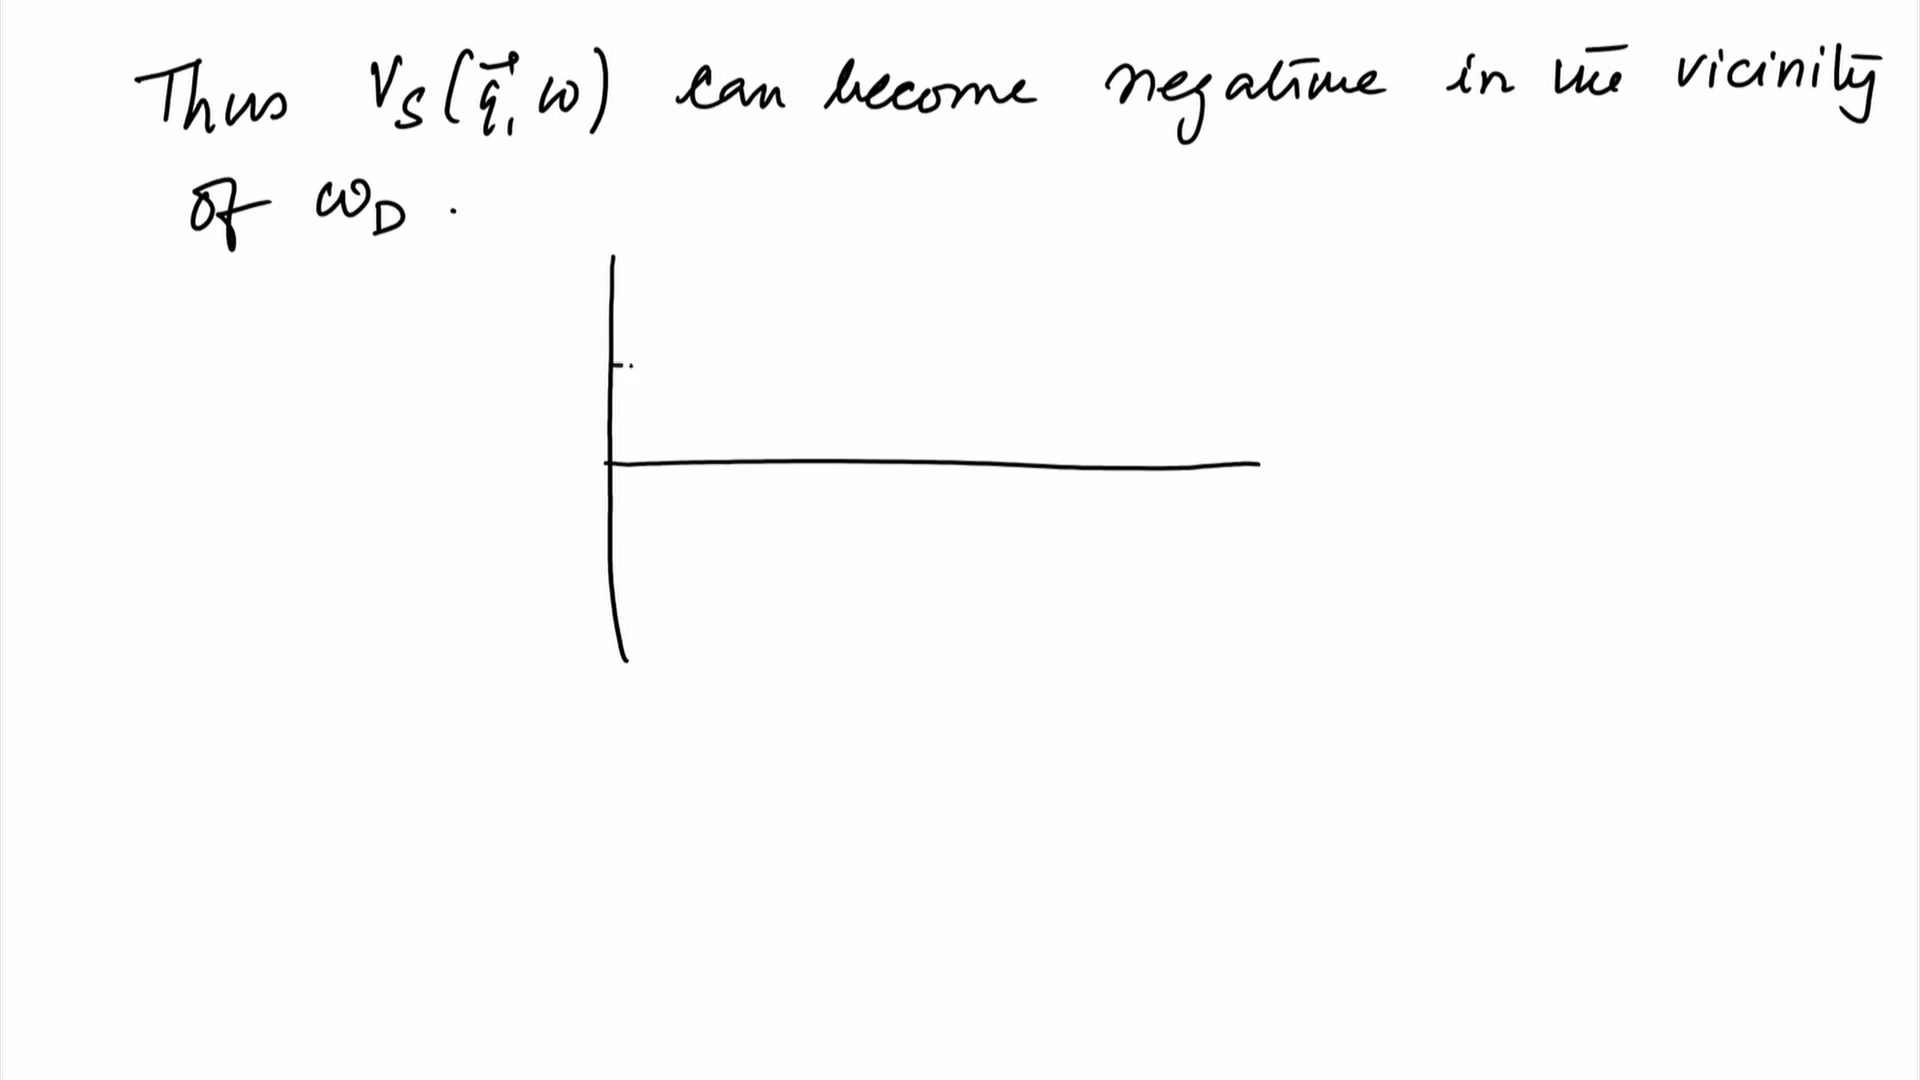 Thus V_S(q⃗, ω) can become negative in the vicinity
of ω_D .